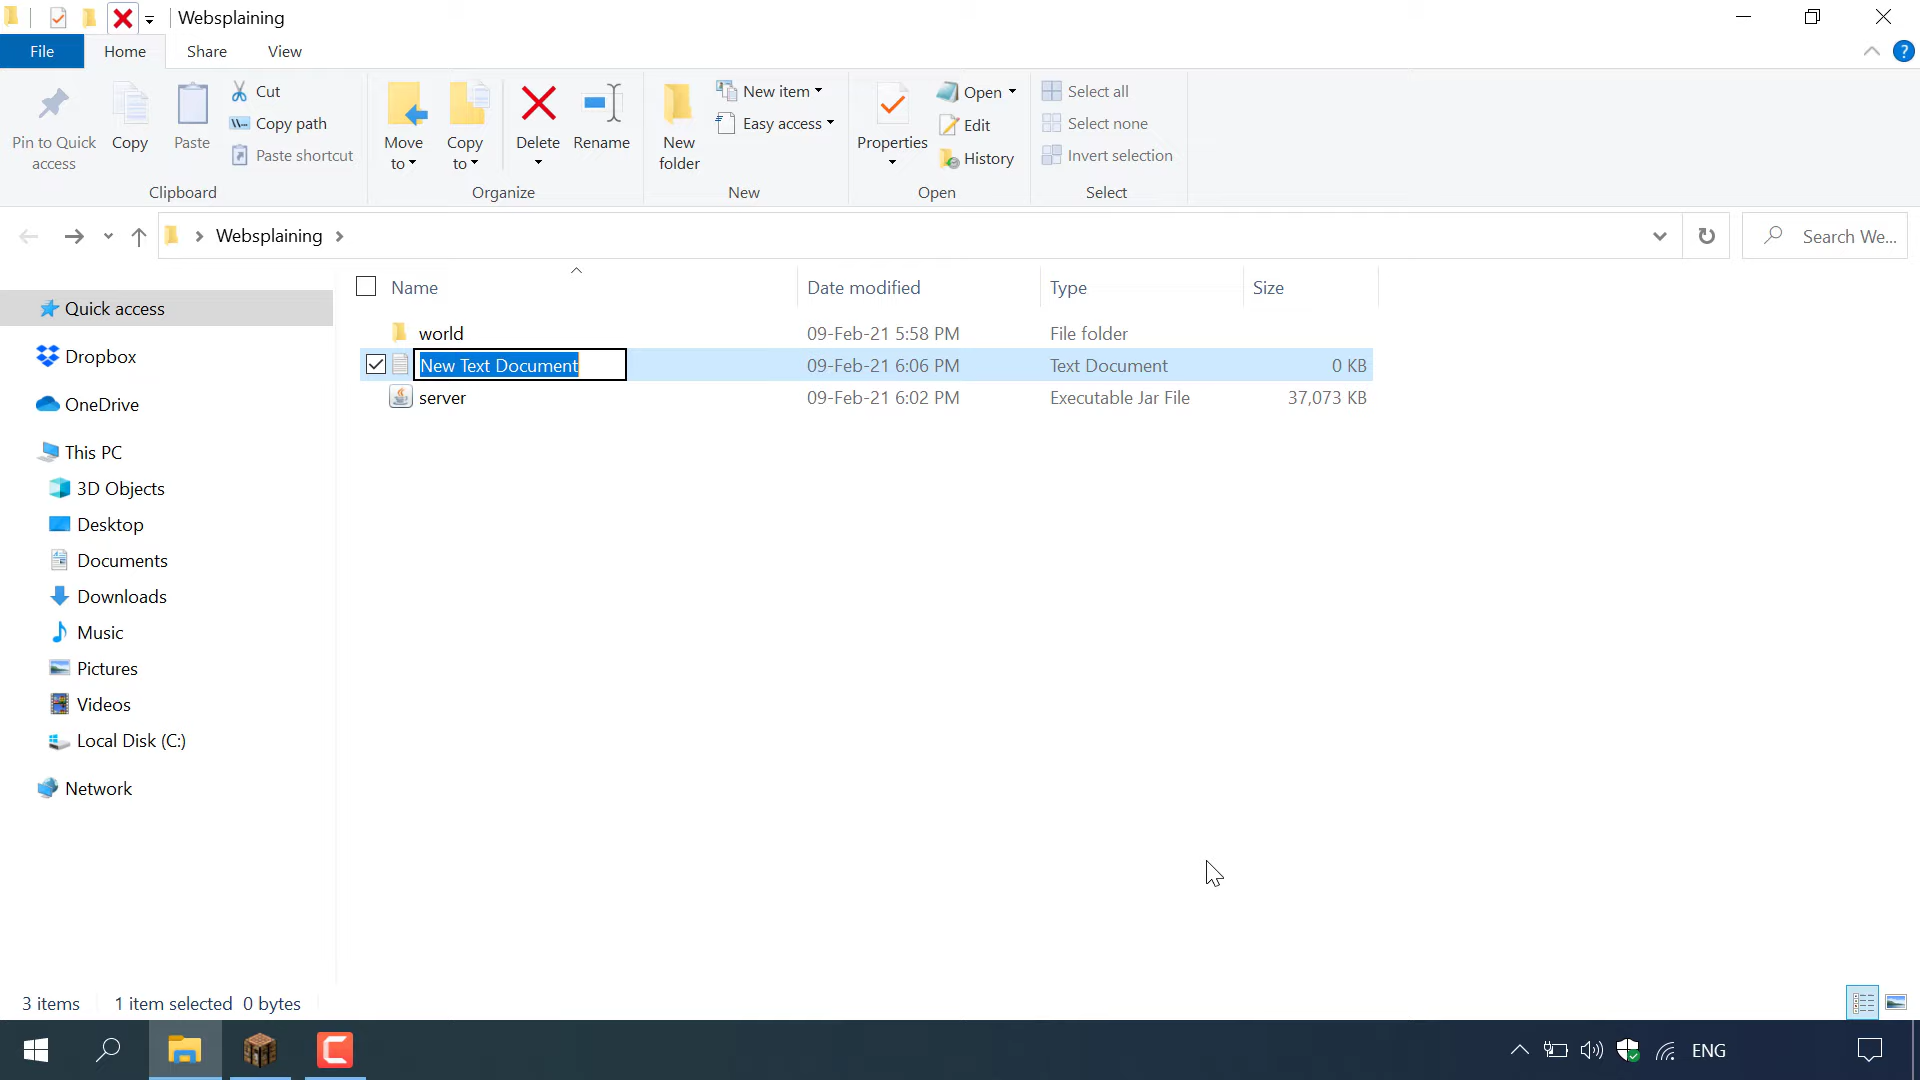 Websplaining
File Home Share View
Pin to Quick access
Copy
Paste
Cut
Copy path
Paste shortcut
Clipboard
Move to
Copy to
Delete
Rename
Organize
New folder
New item
Easy access
New
Properties
Open
Edit
History
Open
Select all
Select none
Invert selection
Select
Websplaining
Search We...
Name Date modified Type Size
world 09-Feb-21 5:58 PM File folder
New Text Document 09-Feb-21 6:06 PM Text Document 0 KB
server 09-Feb-21 6:02 PM Executable Jar File 37,073 KB
Quick access
Dropbox
OneDrive
This PC
3D Objects
Desktop
Documents
Downloads
Music
Pictures
Videos
Local Disk (C:)
Network
3 items 1 item selected 0 bytes
ENG